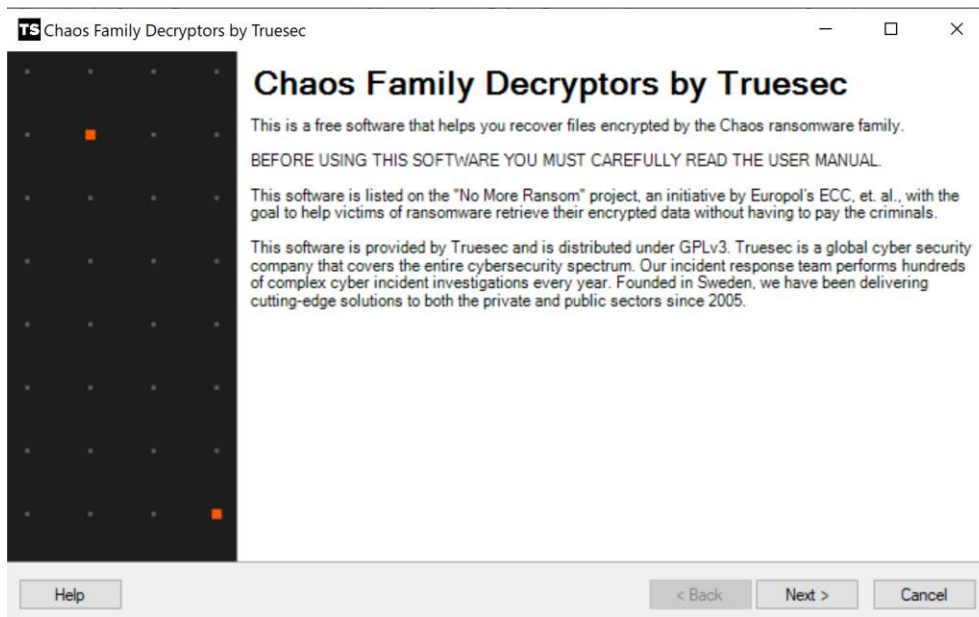 TS Chaos Family Decryptors by Truesec
Chaos Family Decryptors by Truesec
This is a free software that helps you recover files encrypted by the Chaos ransomware family.
BEFORE USING THIS SOFTWARE YOU MUST CAREFULLY READ THE USER MANUAL.
This software is listed on the "No More Ransom" project, an initiative by Europol's ECC, et. al., with the
goal to help victims of ransomware retrieve their encrypted data without having to pay the criminals.
This software is provided by Truesec and is distributed under GPLv3. Truesec is a global cyber security
company that covers the entire cybersecurity spectrum. Our incident response team performs hundreds
of complex cyber incident investigations every year. Founded in Sweden, we have been delivering
cutting-edge solutions to both the private and public sectors since 2005.
Help < Back Next > Cancel